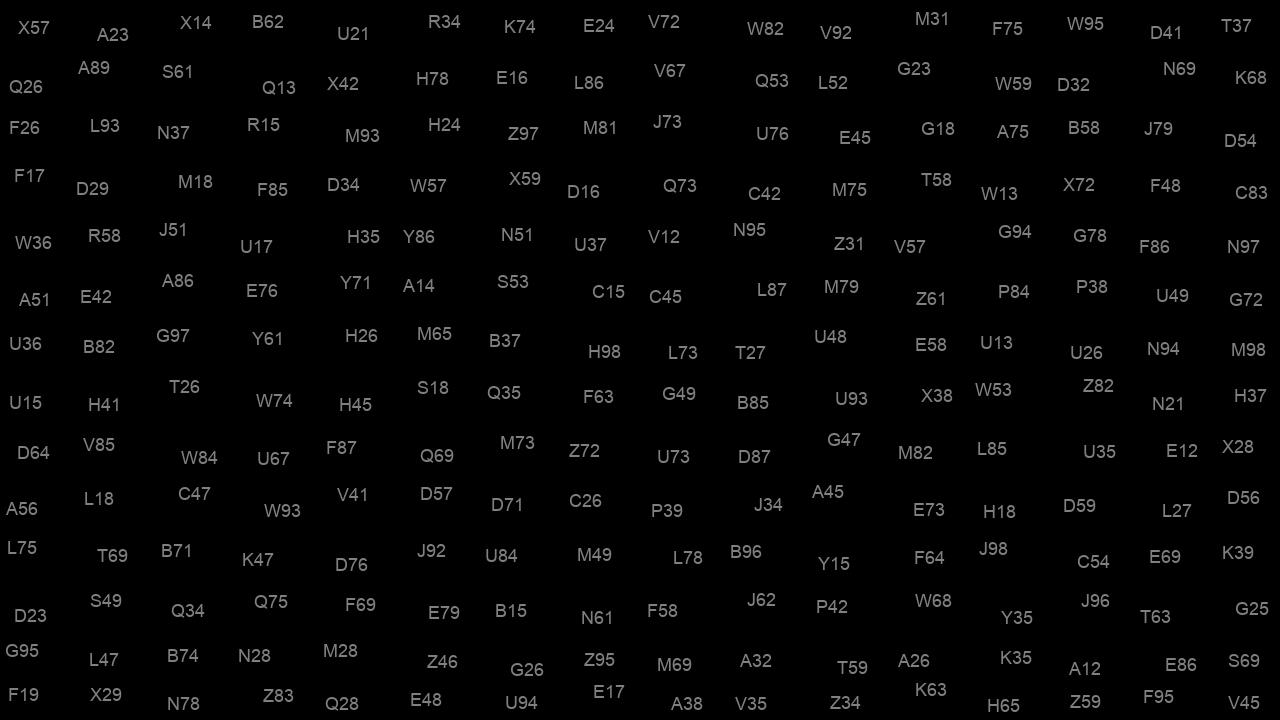 X57 A23 X14 B62 U21 R34 K74 E24 V72 W82 V92 M31 F75 W95 D41 T37
Q26 A89 S61 Q13 X42 H78 E16 L86 V67 Q53 L52 G23 W59 D32 N69 K68
F26 L93 N37 R15 M93 H24 Z97 M81 J73 U76 E45 G18 A75 B58 J79 D54
F17 D29 M18 F85 D34 W57 X59 D16 Q73 C42 M75 T58 W13 X72 F48 C83
W36 R58 J51 U17 H35 Y86 N51 U37 V12 N95 Z31 V57 G94 G78 F86 N97
A51 E42 A86 E76 Y71 A14 S53 C15 C45 L87 M79 Z61 P84 P38 U49 G72
U36 B82 G97 Y61 H26 M65 B37 H98 L73 T27 U48 E58 U13 U26 N94 M98
U15 H41 T26 W74 H45 S18 Q35 F63 G49 B85 U93 X38 W53 Z82 N21 H37
D64 V85 W84 U67 F87 Q69 M73 Z72 U73 D87 G47 M82 L85 U35 E12 X28
A56 L18 C47 W93 V41 D57 D71 C26 P39 J34 A45 E73 H18 D59 L27 D56
L75 T69 B71 K47 D76 J92 U84 M49 L78 B96 Y15 F64 J98 C54 E69 K39
D23 S49 Q34 Q75 F69 E79 B15 N61 F58 J62 P42 W68 Y35 J96 T63 G25
G95 L47 B74 N28 M28 Z46 G26 Z95 M69 A32 T59 A26 K35 A12 E86 S69
F19 X29 N78 Z83 Q28 E48 U94 E17 A38 V35 Z34 K63 H65 Z59 F95 V45